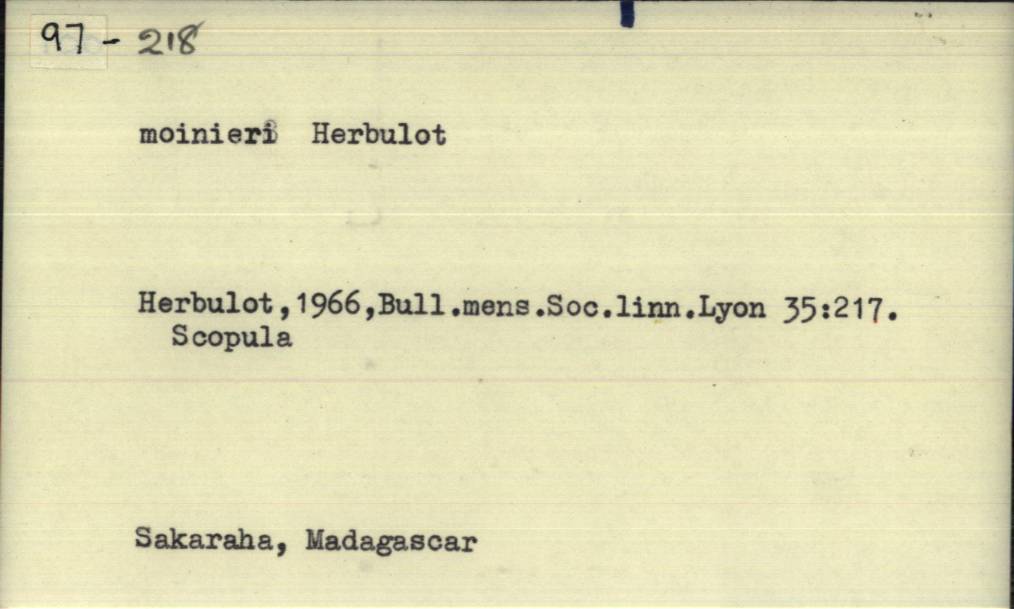 97-218
moinieri Herbulot
Herbulot,1966,Bull.mens.Soc.linn.Lyon 35:217.
Scopula
Sakaraha, Madagascar